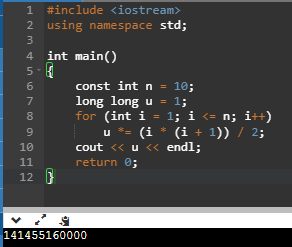 1 #include <iostream>
2 using namespace std;
3
4 int main()
5 {
6 const int n = 10;
7 long long u = 1;
8 for (int i = 1; i <= n; i++)
9 u *= (i * (i + 1)) / 2;
10 cout << u << endl;
11 return 0;
12 }
141455160000